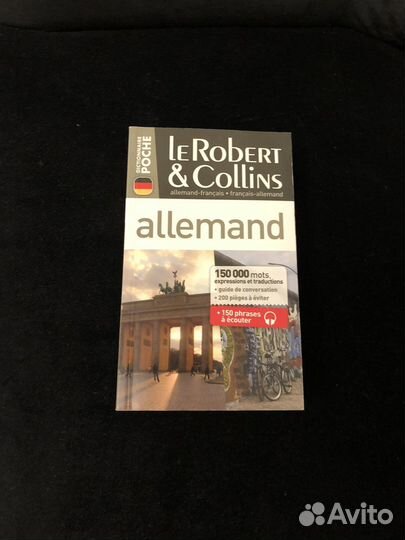 DICTIONNAIRE
POCHE
LE ROBERT
& COLLINS
allemand-français • français-allemand
allemand
150 000 mots,
expressions et traductions
• guide de conversation
• 200 pièges à éviter
+ 150 phrases
à écouter
Avito